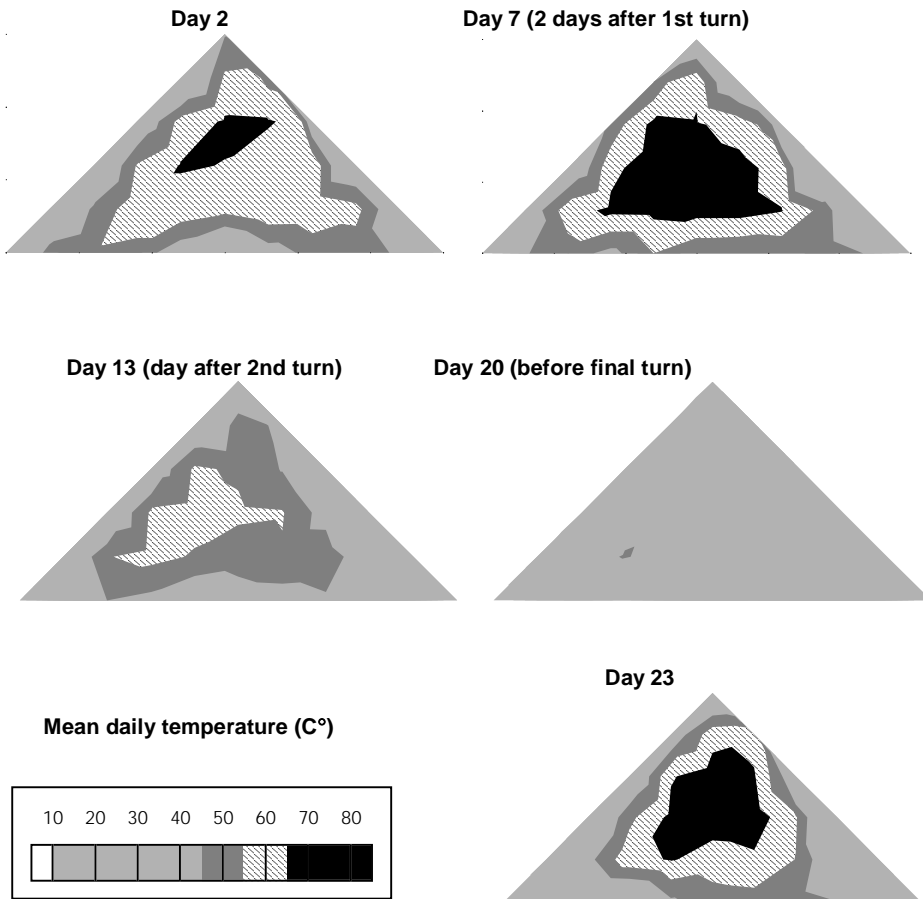 Day 2
Day 7 (2 days after 1st turn)
Day 13 (day after 2nd turn)
Day 20 (before final turn)
Day 23
Mean daily temperature (C°)
10 20 30 40 50 60 70 80